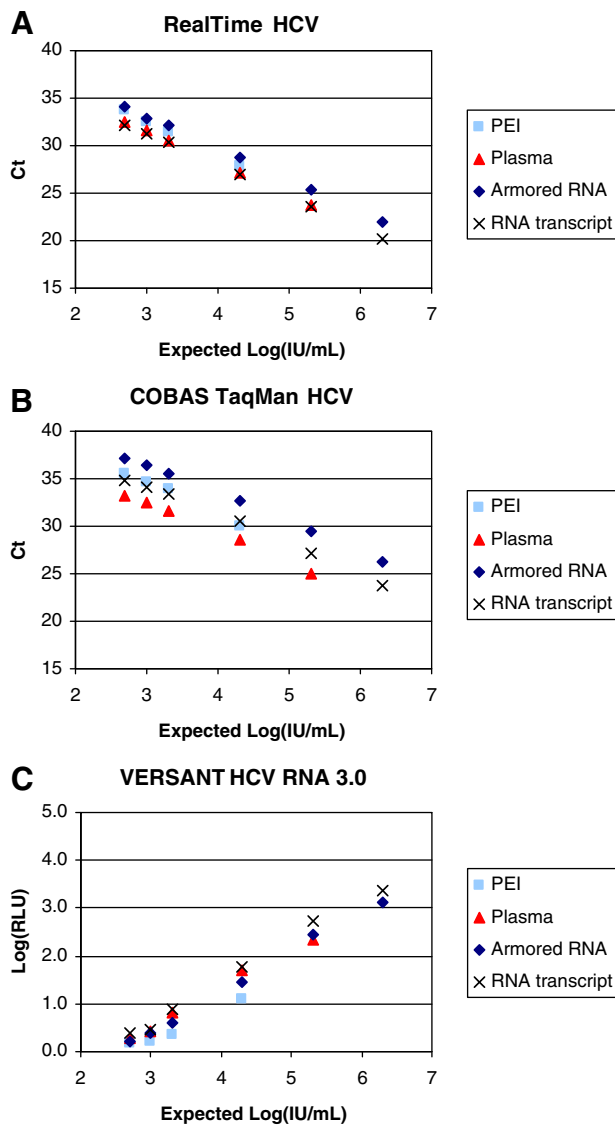 A
RealTime HCV
40
35
30
25
20
15
Ct
2 3 4 5 6 7
Expected Log(IU/mL)
PEI
Plasma
Armored RNA
RNA transcript
B
COBAS TaqMan HCV
40
35
30
25
20
15
Ct
2 3 4 5 6 7
Expected Log(IU/mL)
PEI
Plasma
Armored RNA
RNA transcript
C
VERSANT HCV RNA 3.0
5.0
4.0
3.0
2.0
1.0
0.0
Log(RLU)
2 3 4 5 6 7
Expected Log(IU/mL)
PEI
Plasma
Armored RNA
RNA transcript